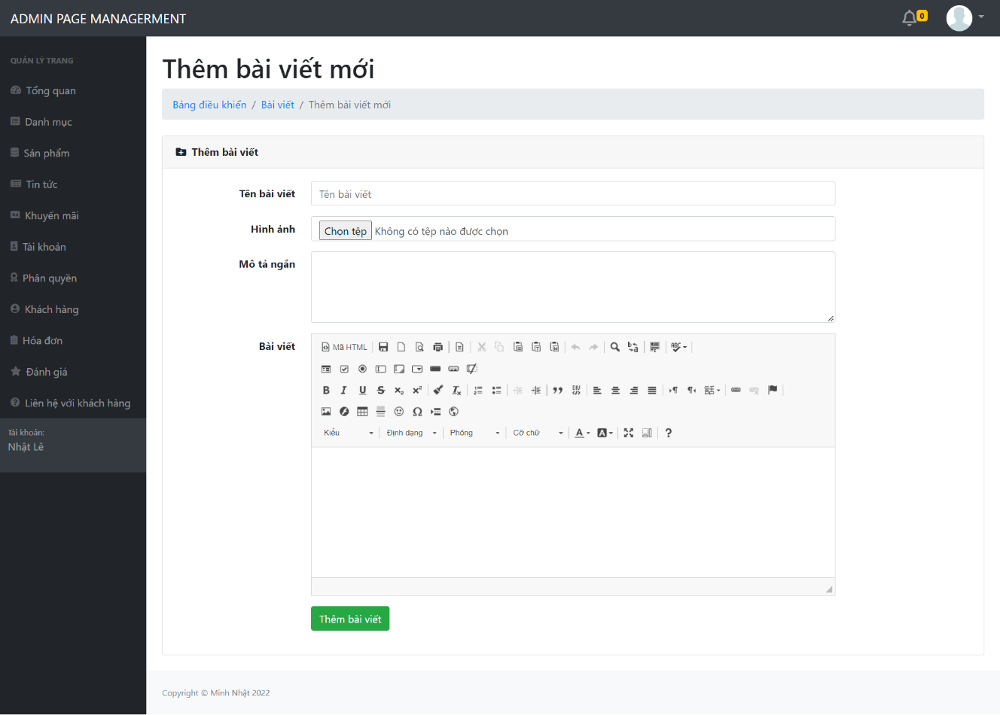 ADMIN PAGE MANAGERMENT
0
QUẢN LÝ TRANG
Tổng quan
Danh mục
Sản phẩm
Tin tức
Khuyến mãi
Tài khoản
Phân quyền
Khách hàng
Hóa đơn
Đánh giá
Liên hệ với khách hàng
Tài khoản:
Nhật Lê
Thêm bài viết mới
Bảng điều khiển / Bài viết / Thêm bài viết mới
Thêm bài viết
Tên bài viết
Tên bài viết
Hình ảnh
Chọn tệp Không có tệp nào được chọn
Mô tả ngắn
Bài viết
Mã HTML
Kiểu Định dạng Phông Cỡ chữ
Thêm bài viết
Copyright © Minh Nhật 2022